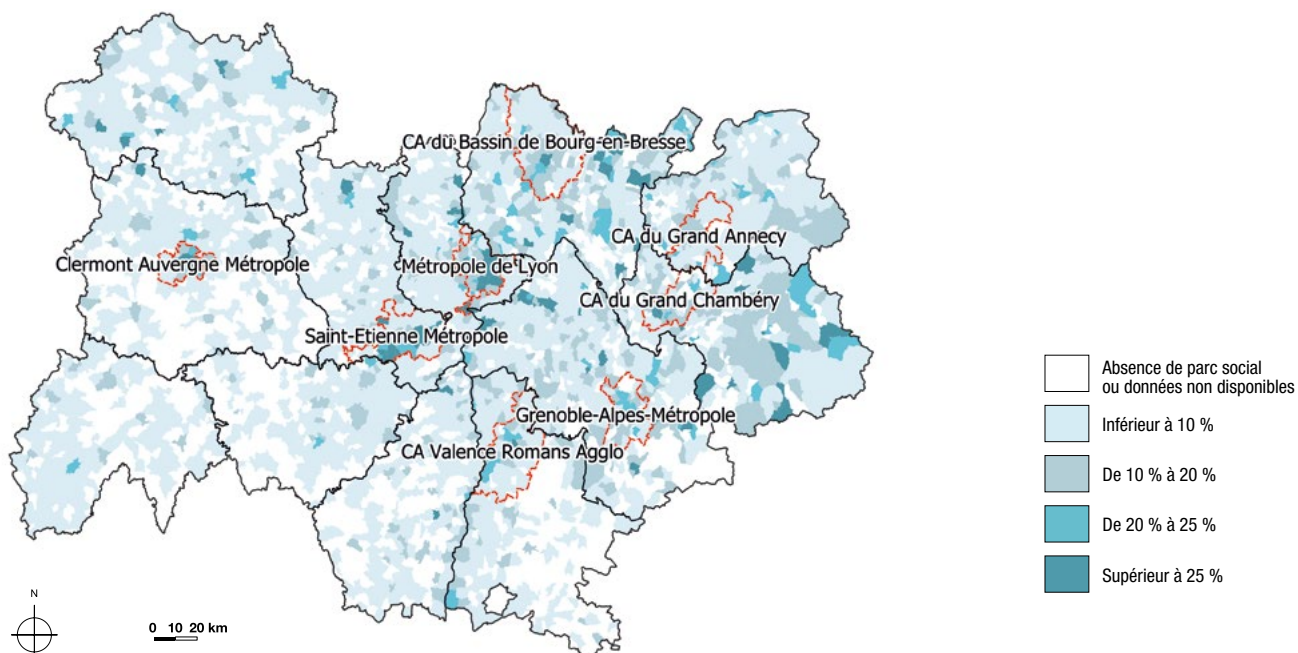 CA du Bassin de Bourg-en-Bresse
CA du Grand Annecy
Clermont Auvergne Métropole
Métropole de Lyon
CA du Grand Chambéry
Saint-Etienne Métropole
Grenoble-Alpes-Métropole
CA Valence Romans Agglo
Absence de parc social
ou données non disponibles
Inférieur à 10 %
De 10 % à 20 %
De 20 % à 25 %
Supérieur à 25 %
N
0 10 20 km